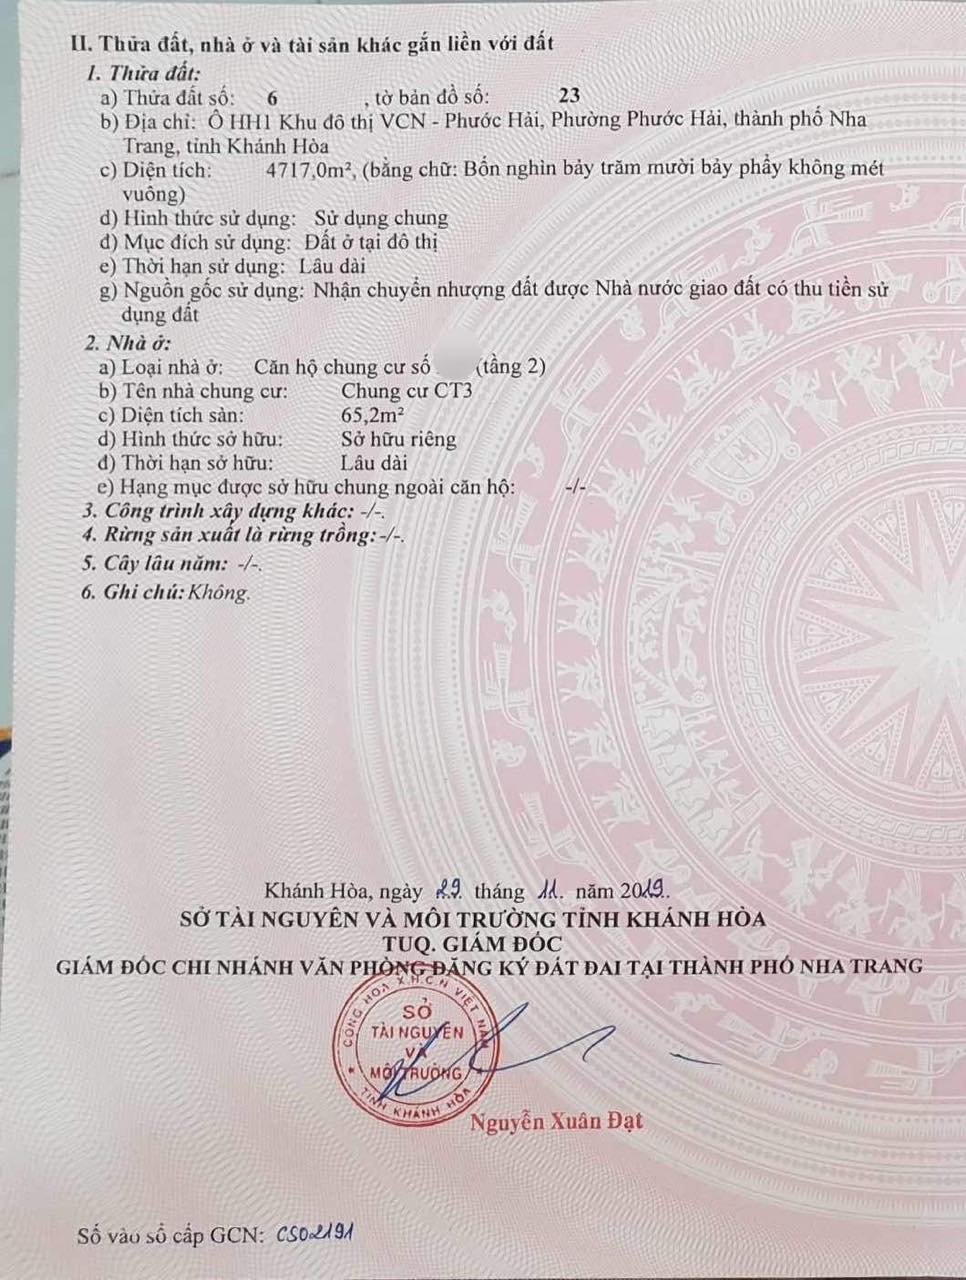 II. Thửa đất, nhà ở và tài sản khác gắn liền với đất
1. Thửa đất:
a) Thửa đất số: 6 , tờ bản đồ số: 23
b) Địa chỉ: Ô HH1 Khu đô thị VCN - Phước Hải, Phường Phước Hải, thành phố Nha
Trang, tỉnh Khánh Hòa
c) Diện tích: 4717,0m², (bằng chữ: Bốn nghìn bảy trăm mười bảy phẩy không mét
vuông)
d) Hình thức sử dụng: Sử dụng chung
đ) Mục đích sử dụng: Đất ở tại đô thị
e) Thời hạn sử dụng: Lâu dài
g) Nguồn gốc sử dụng: Nhận chuyển nhượng đất được Nhà nước giao đất có thu tiền sử
dụng đất
2. Nhà ở:
a) Loại nhà ở: Căn hộ chung cư số (tầng 2)
b) Tên nhà chung cư: Chung cư CT3
c) Diện tích sàn: 65,2m²
d) Hình thức sở hữu: Sở hữu riêng
đ) Thời hạn sở hữu: Lâu dài
e) Hạng mục được sở hữu chung ngoài căn hộ: -/-
3. Công trình xây dựng khác: -/-.
4. Rừng sản xuất là rừng trồng:-/-.
5. Cây lâu năm: -/-.
6. Ghi chú: Không.
Khánh Hòa, ngày 29. tháng 11. năm 2019.
SỞ TÀI NGUYÊN VÀ MÔI TRƯỜNG TỈNH KHÁNH HÒA
TUQ. GIÁM ĐỐC
GIÁM ĐỐC CHI NHÁNH VĂN PHÒNG ĐĂNG KÝ ĐẤT ĐAI TẠI THÀNH PHỐ NHA TRANG
CỘNG HÒA X.H.C.N VIỆT NAM
SỞ
TÀI NGUYÊN
VÀ
MÔI TRƯỜNG
TỈNH KHÁNH HÒA
Nguyễn Xuân Đạt
Số vào sổ cấp GCN: CS02191